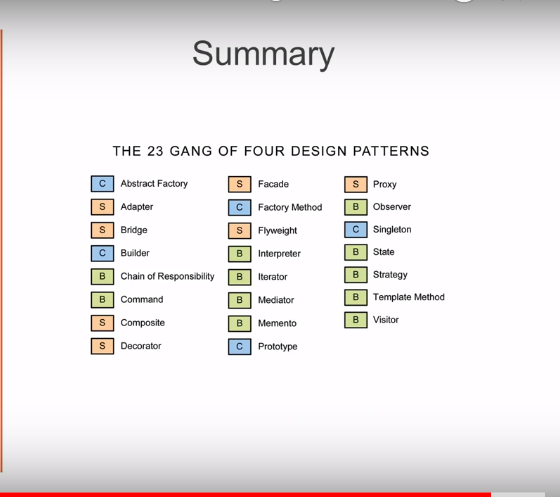 Summary
THE 23 GANG OF FOUR DESIGN PATTERNS
C Abstract Factory
S Adapter
S Bridge
C Builder
B Chain of Responsibility
B Command
S Composite
S Decorator
S Facade
C Factory Method
S Flyweight
B Interpreter
B Iterator
B Mediator
B Memento
C Prototype
S Proxy
B Observer
C Singleton
B State
B Strategy
B Template Method
B Visitor